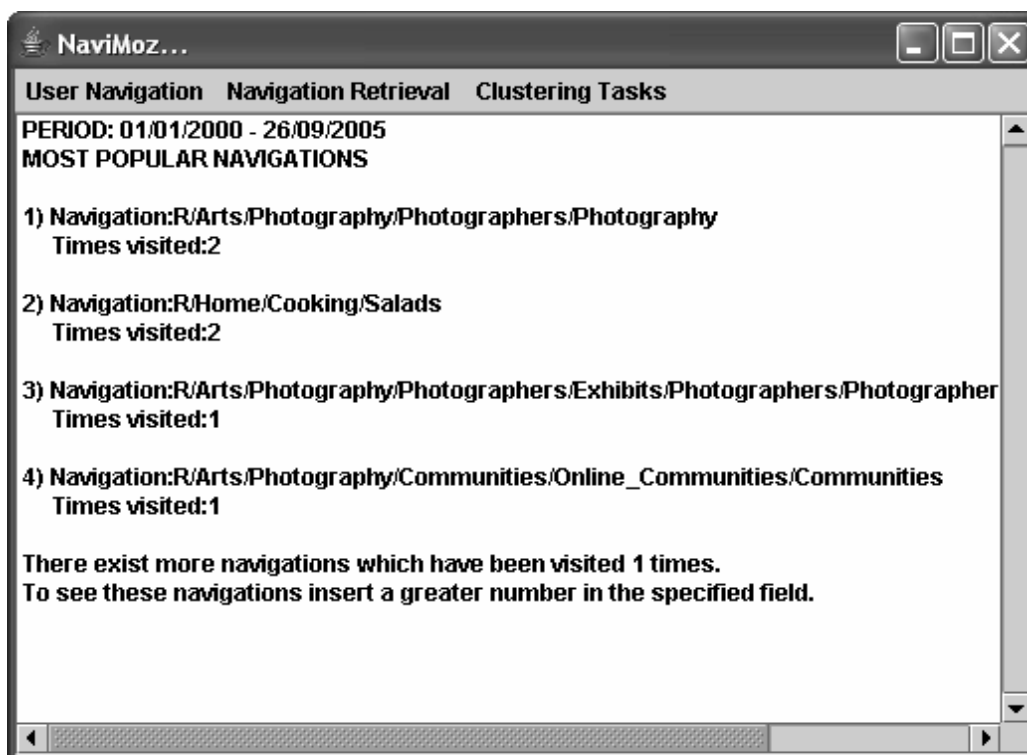 NaviMoz...
User Navigation Navigation Retrieval Clustering Tasks
PERIOD: 01/01/2000 - 26/09/2005
MOST POPULAR NAVIGATIONS
1) Navigation:R/Arts/Photography/Photographers/Photography
Times visited:2
2) Navigation:R/Home/Cooking/Salads
Times visited:2
3) Navigation:R/Arts/Photography/Photographers/Exhibits/Photographers/Photographer
Times visited:1
4) Navigation:R/Arts/Photography/Communities/Online_Communities/Communities
Times visited:1
There exist more navigations which have been visited 1 times.
To see these navigations insert a greater number in the specified field.